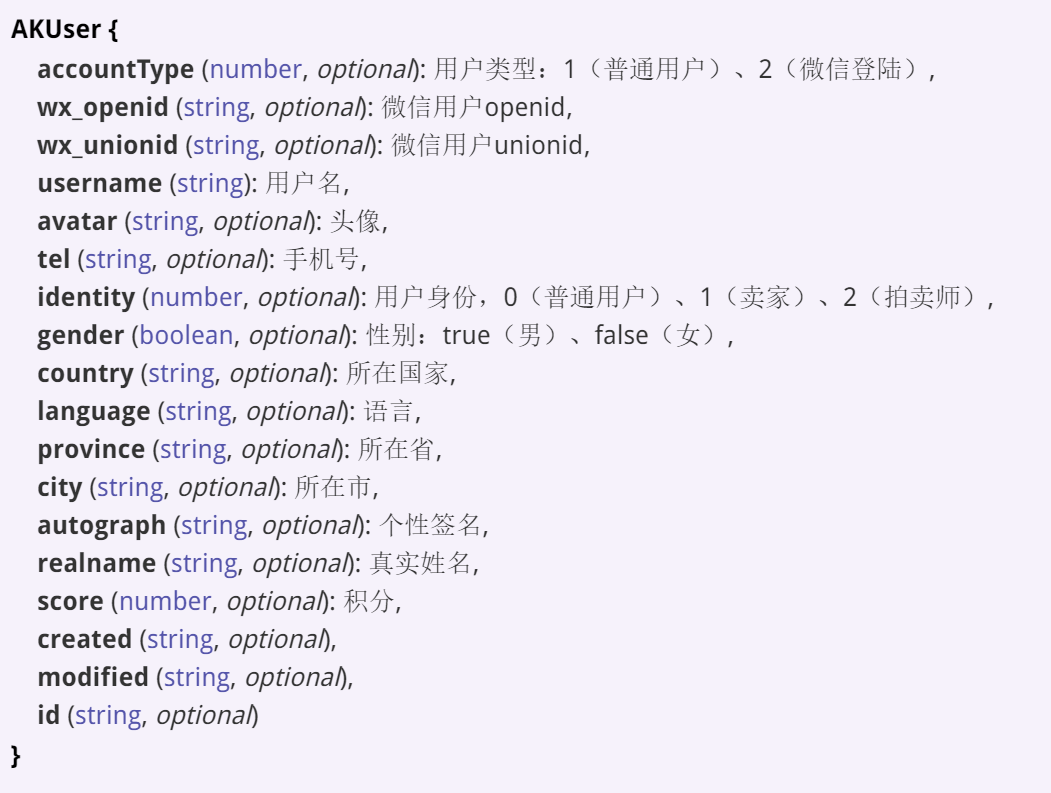 AKUser {
accountType (number, optional): 用户类型：1（普通用户）、2（微信登陆）,
wx_openid (string, optional): 微信用户openid,
wx_unionid (string, optional): 微信用户unionid,
username (string): 用户名,
avatar (string, optional): 头像,
tel (string, optional): 手机号,
identity (number, optional): 用户身份，0（普通用户）、1（卖家）、2（拍卖师）,
gender (boolean, optional): 性别：true（男）、false（女）,
country (string, optional): 所在国家,
language (string, optional): 语言,
province (string, optional): 所在省,
city (string, optional): 所在市,
autograph (string, optional): 个性签名,
realname (string, optional): 真实姓名,
score (number, optional): 积分,
created (string, optional),
modified (string, optional),
id (string, optional)
}